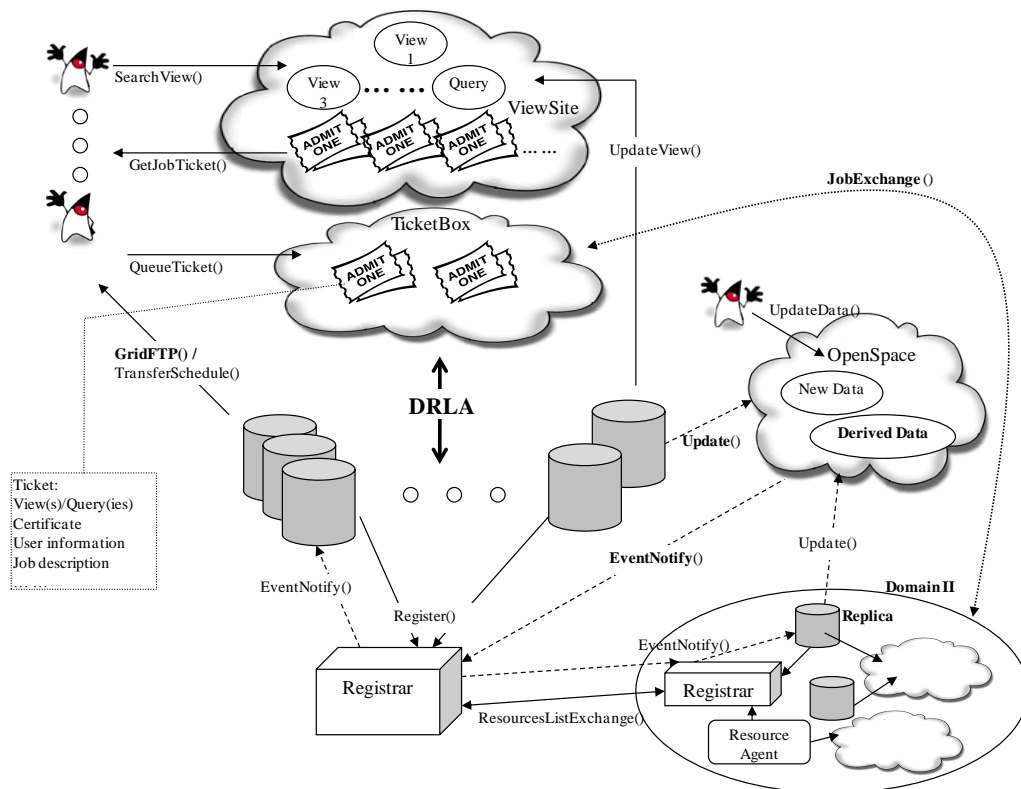 View
1
SearchView()
View
3
... ...
Query
ViewSite
ADMIT
ONE
ADMIT
ONE
ADMIT
ONE
... ...
GetJobTicket()
UpdateView()
JobExchange ()
TicketBox
ADMIT
ONE
ADMIT
ONE
QueueTicket()
UpdateData()
OpenSpace
New Data
Derived Data
GridFTP() /
TransferSchedule()
DRLA
Update()
Ticket:
View(s)/Query(ies)
Certificate
User information
Job description
... ...
EventNotify()
EventNotify()
Update()
Register()
Domain II
Replica
EventNotify()
Registrar
Registrar
ResourcesListExchange()
Resource
Agent